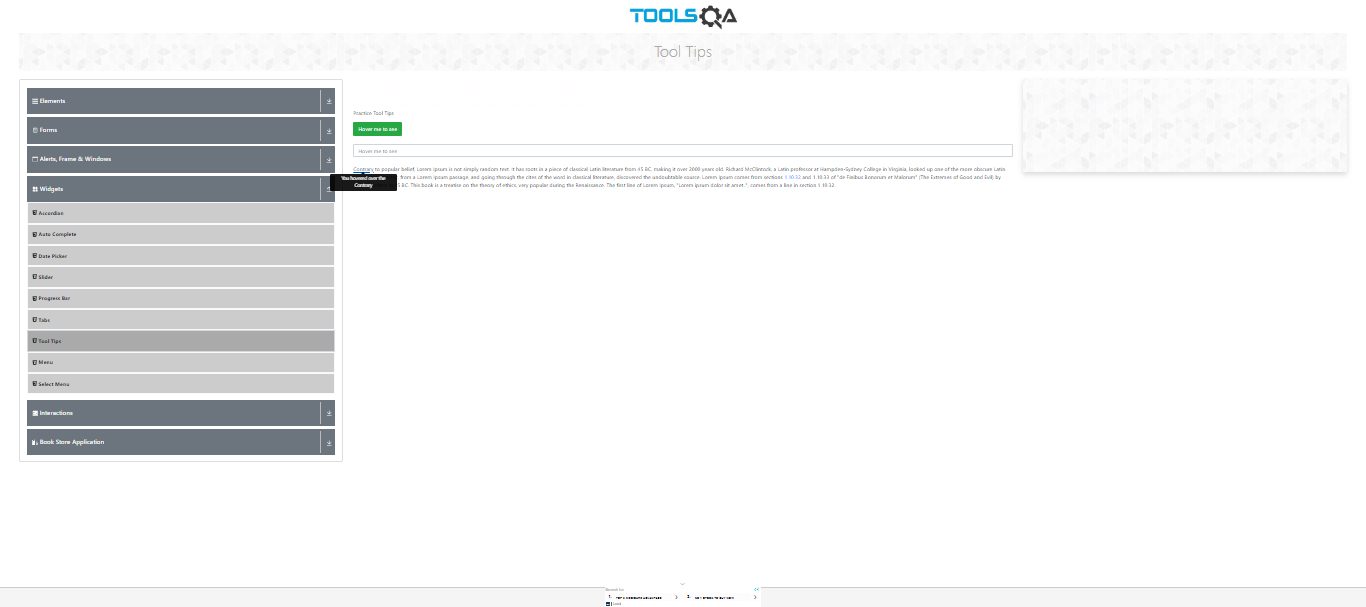 TOOLSQA
Tool Tips
Elements
Forms
Alerts, Frame & Windows
Widgets
Accordian
Auto Complete
Date Picker
Slider
Progress Bar
Tabs
Tool Tips
Menu
Select Menu
Interactions
Book Store Application
Practice Tool Tips
Hover me to see
Hover me to see
Contrary to popular belief, Lorem Ipsum is not simply random text. It has roots in a piece of classical Latin literature from 45 BC, making it over 2000 years old. Richard McClintock, a Latin professor at Hampden-Sydney College in Virginia, looked up one of the more obscure Latin
from a Lorem Ipsum passage, and going through the cites of the word in classical literature, discovered the undoubtable source. Lorem Ipsum comes from sections 1.10.32 and 1.10.33 of "de Finibus Bonorum et Malorum" (The Extremes of Good and Evil) by
5 BC. This book is a treatise on the theory of ethics, very popular during the Renaissance. The first line of Lorem Ipsum, "Lorem ipsum dolor sit amet..", comes from a line in section 1.10.32.
You hovered over the
Contrary